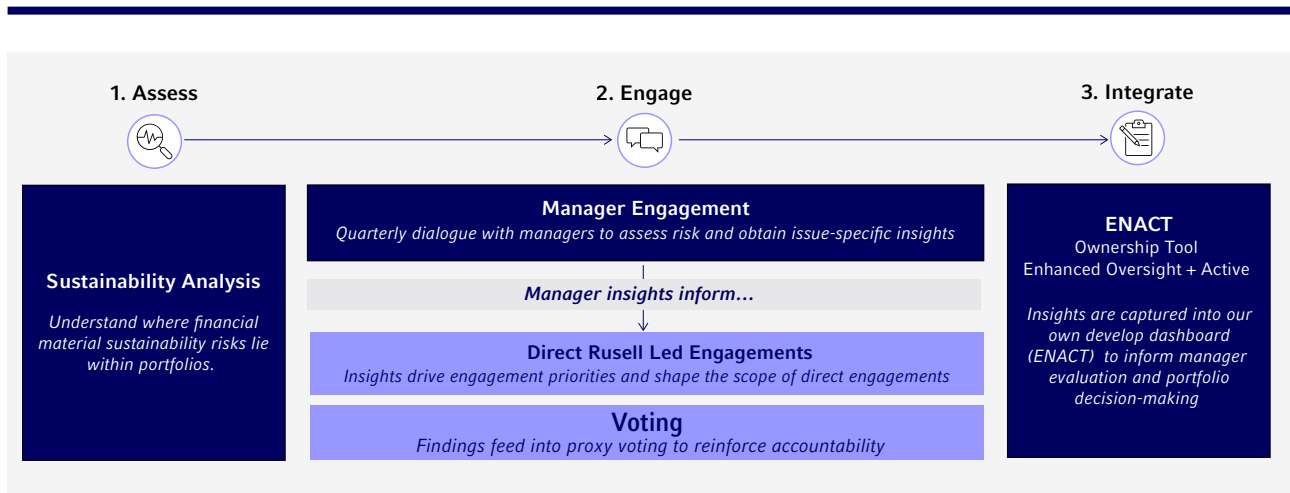 1. Assess
2. Engage
3. Integrate
Sustainability Analysis
Understand where financial
material sustainability risks lie
within portfolios.
Manager Engagement
Quarterly dialogue with managers to assess risk and obtain issue-specific insights
Manager insights inform...
Direct Rusell Led Engagements
Insights drive engagement priorities and shape the scope of direct engagements
Voting
Findings feed into proxy voting to reinforce accountability
ENACT
Ownership Tool
Enhanced Oversight + Active
Insights are captured into our
own develop dashboard
(ENACT) to inform manager
evaluation and portfolio
decision-making